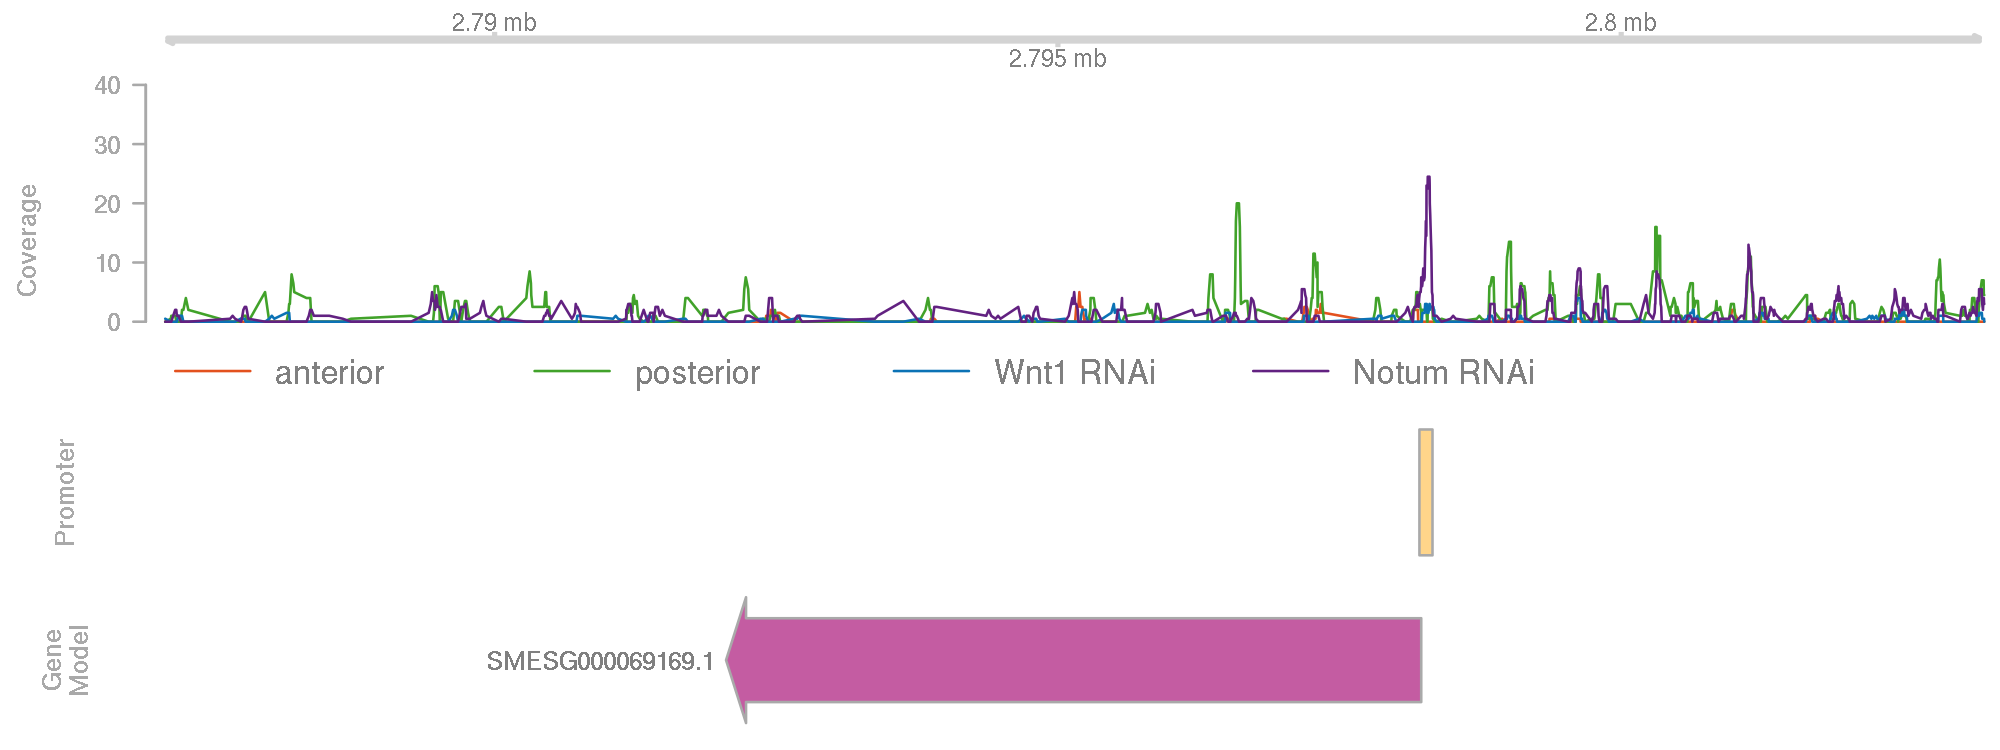 2.79 mb
2.8 mb
2.795 mb
40
30
20
10
0
Coverage
anterior
posterior
Wnt1 RNAi
Notum RNAi
Promoter
Gene
Model
SMESG000069169.1